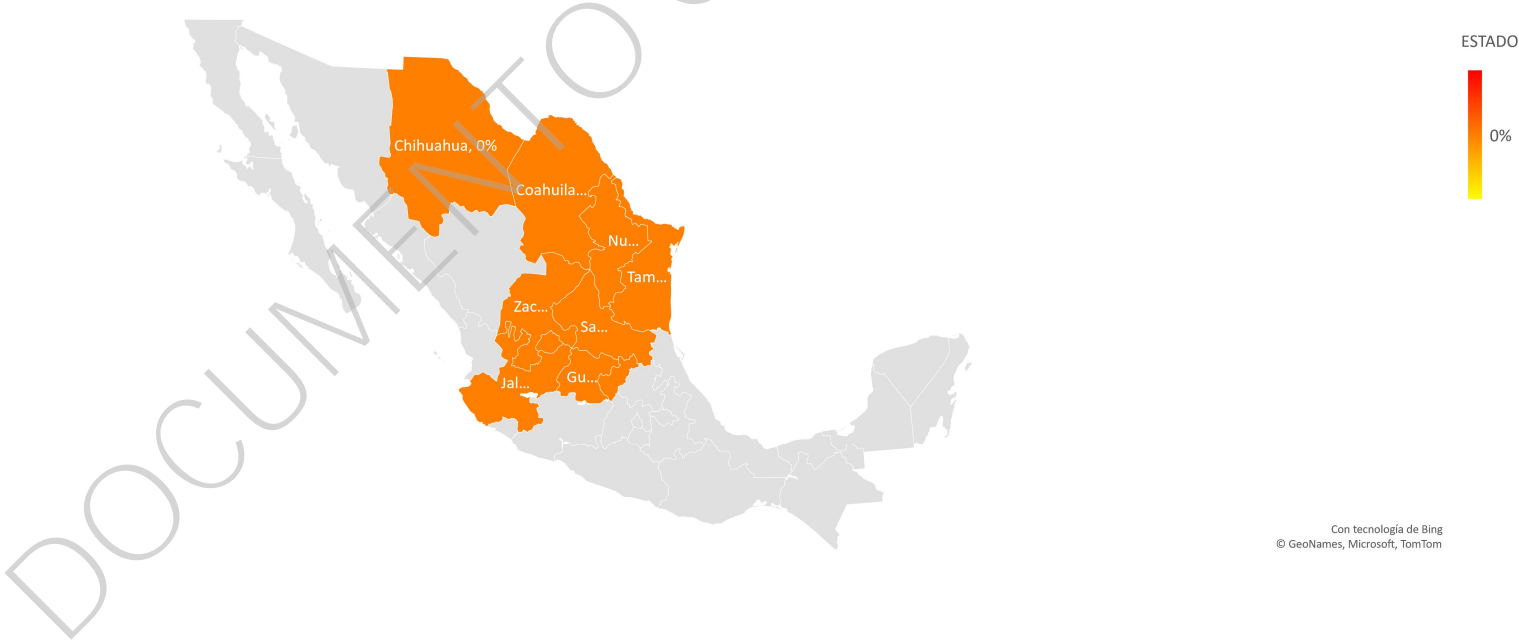 ESTADO
0%
Chihuahua, 0%
Coahuila...
Nu...
Tam...
Zac...
Sa...
Jal...
Gu...
Con tecnología de Bing
© GeoNames, Microsoft, TomTom
DOCUMENTO